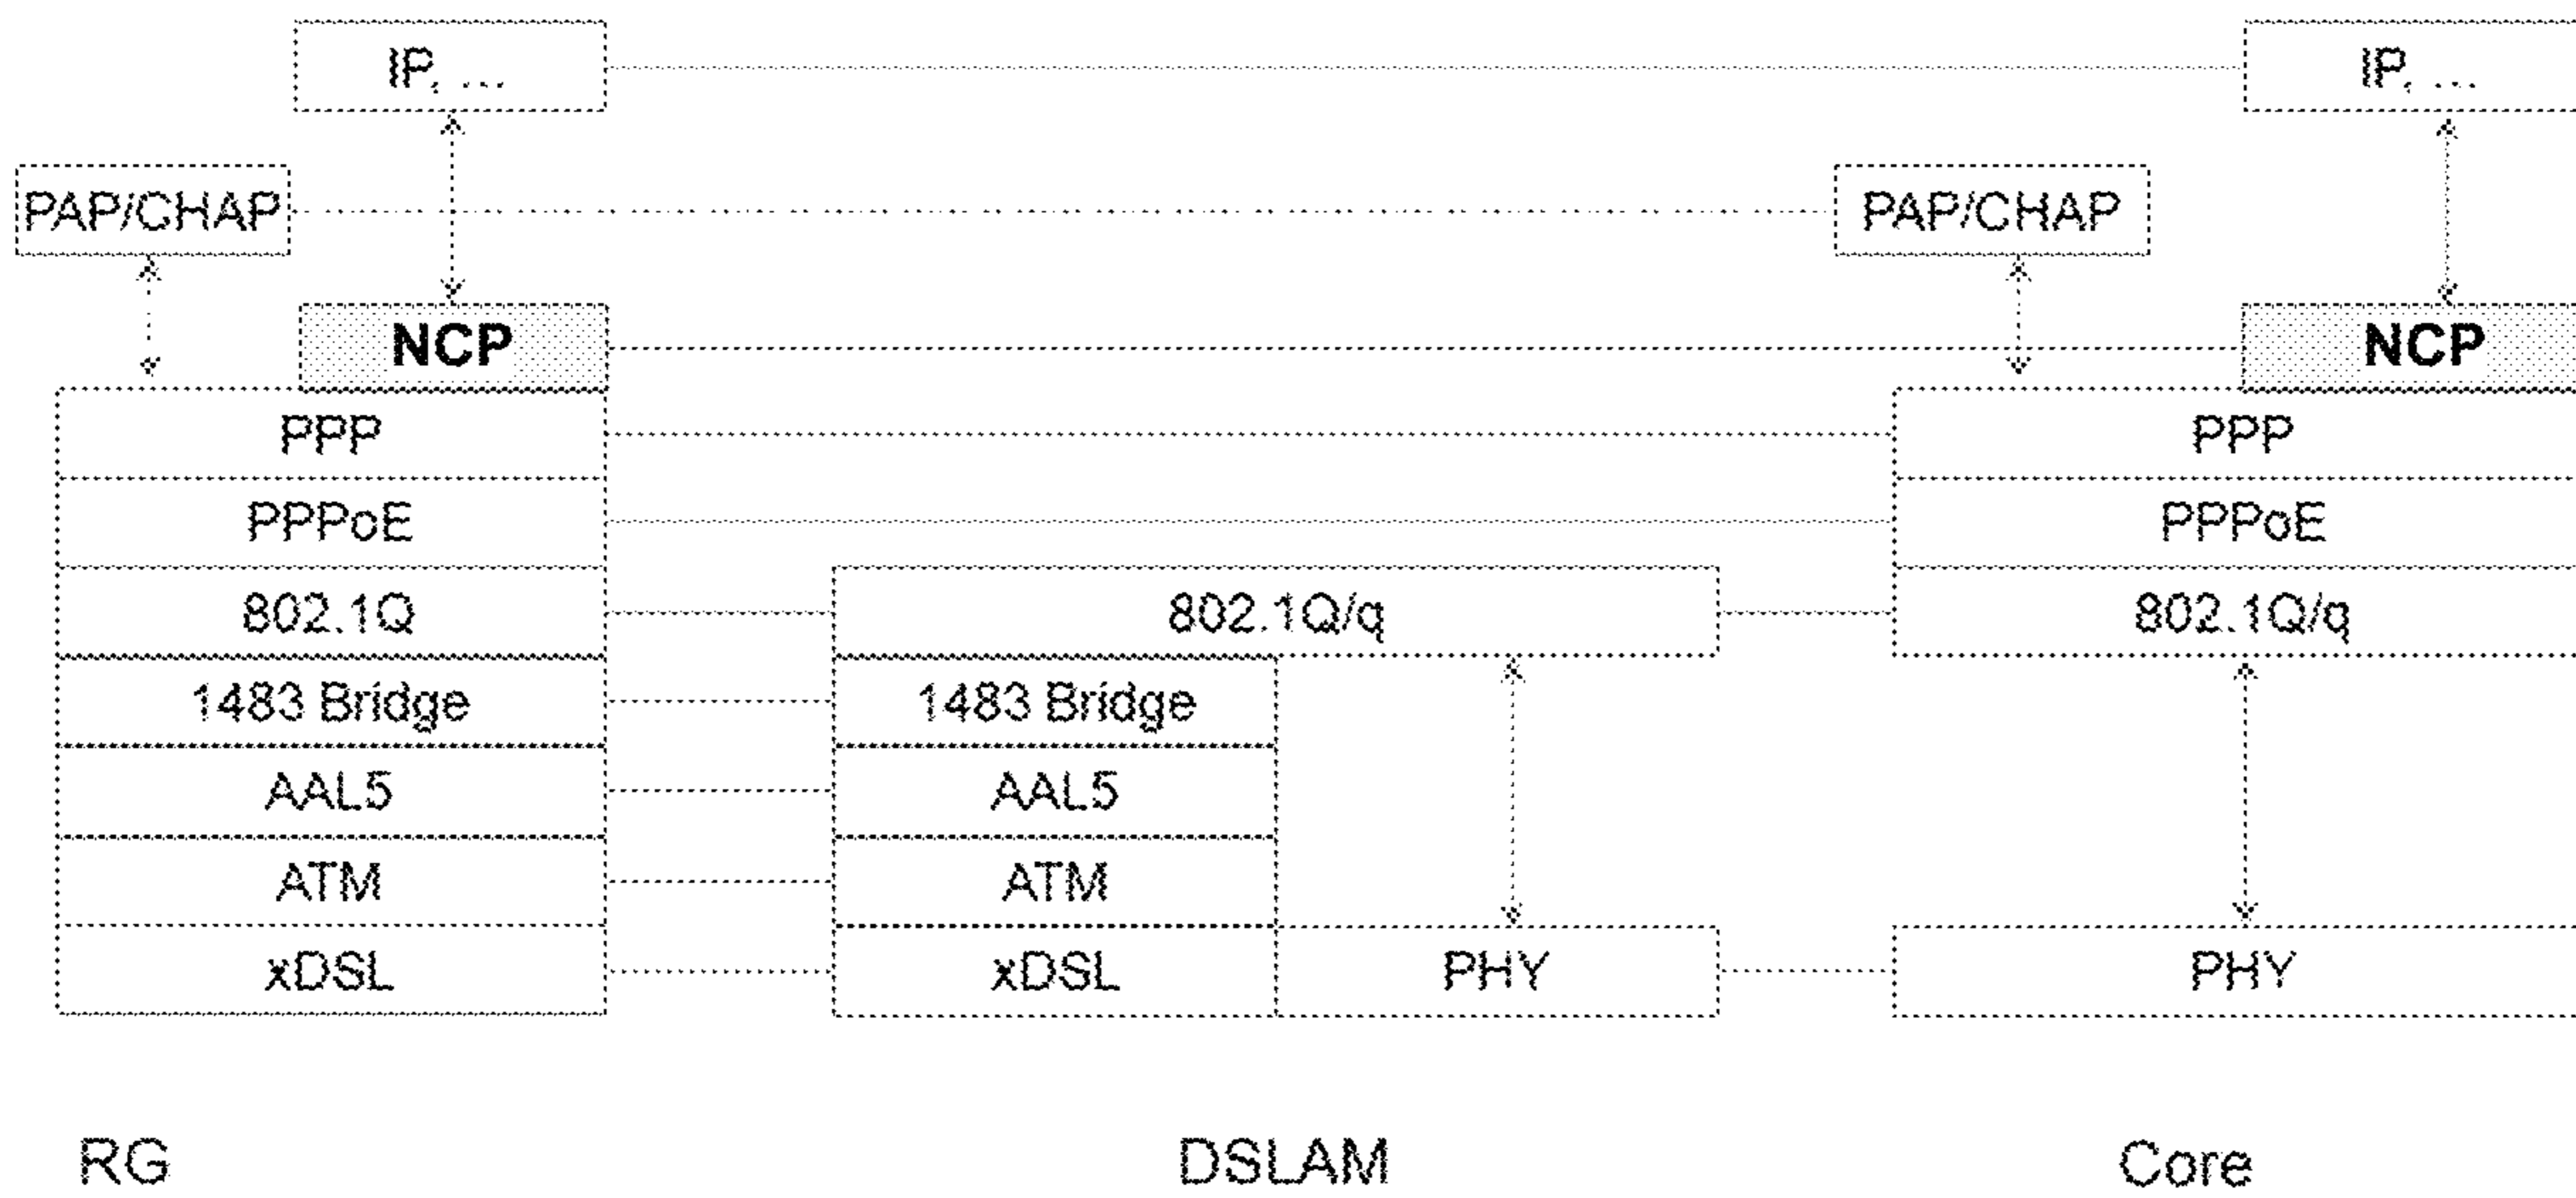 IP, ... IP, ...
PAP/CHAP PAP/CHAP
NCP NCP
PPP PPP
PPPoE PPPoE
802.1Q 802.1Q/q 802.1Q/q
1483 Bridge 1483 Bridge
AAL5 AAL5
ATM ATM
xDSL xDSL PHY PHY
RG DSLAM Core